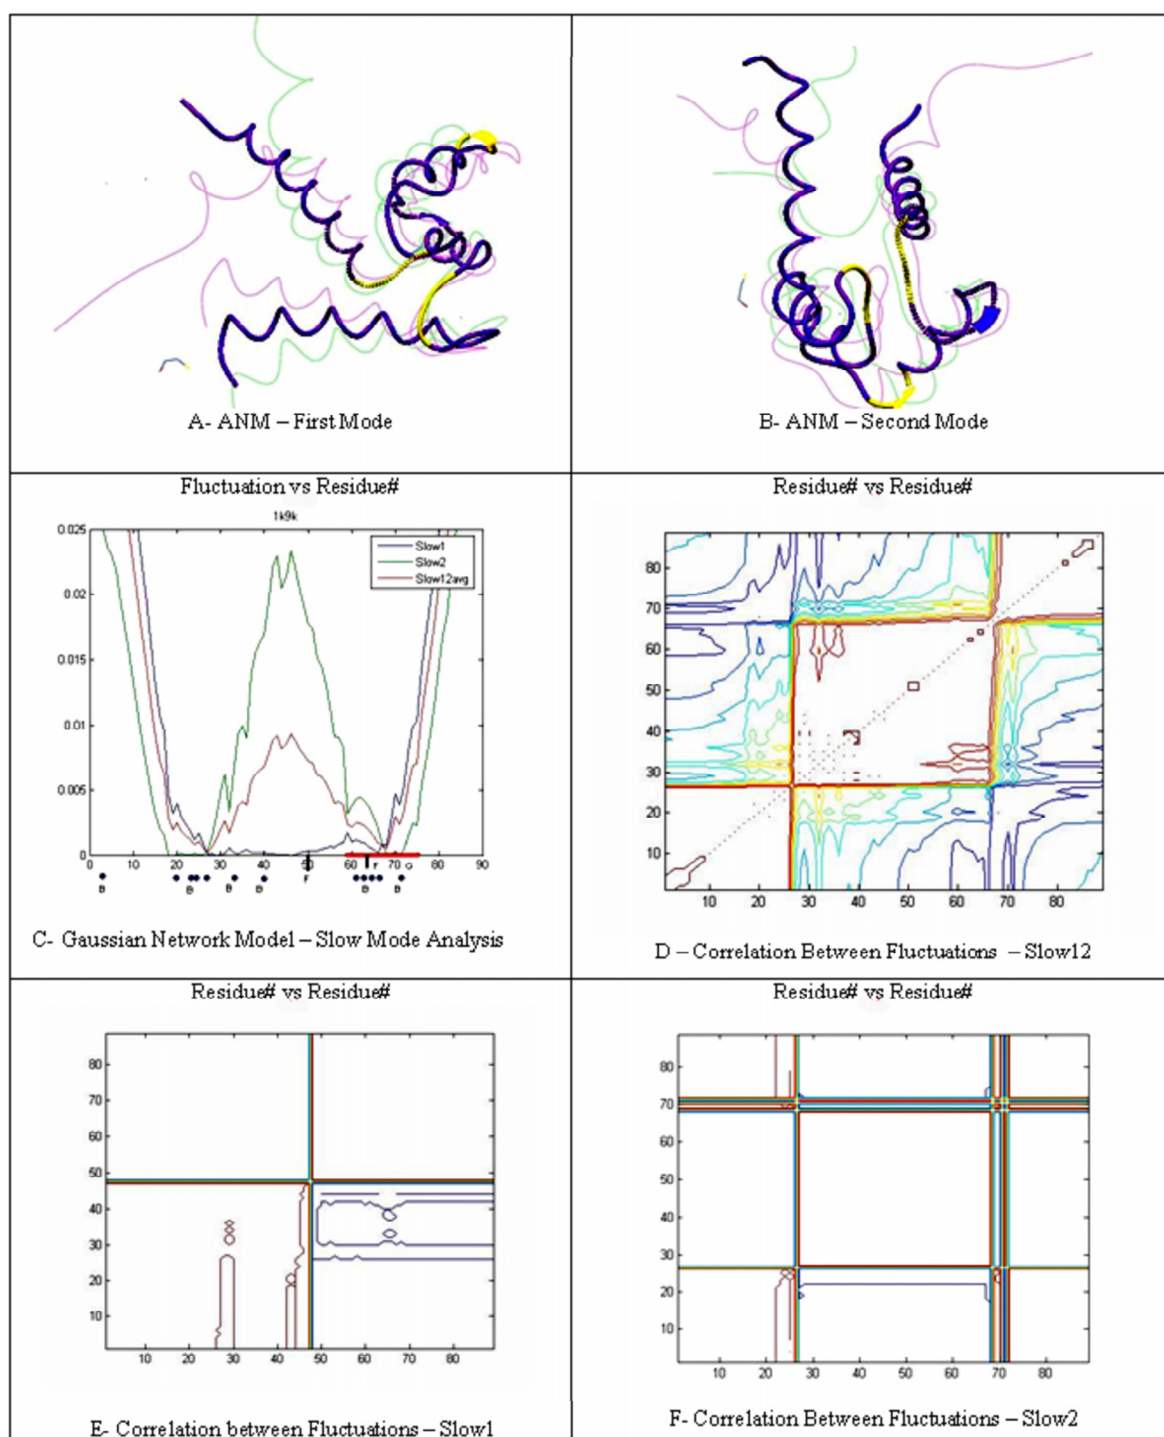 A- ANM – First Mode
B- ANM – Second Mode
Fluctuation vs Residue#
1k9k
0.025
0.02
0.015
0.01
0.005
0
Slow1
Slow2
Slow12avg
0 10 20 30 40 50 60 70 80 90
B B B B F B F G B
C- Gaussian Network Model – Slow Mode Analysis
Residue# vs Residue#
80
70
60
50
40
30
20
10
10 20 30 40 50 60 70 80
D – Correlation Between Fluctuations – Slow12
Residue# vs Residue#
80
70
60
50
40
30
20
10
10 20 30 40 50 60 70 80
E- Correlation between Fluctuations – Slow1
Residue# vs Residue#
80
70
60
50
40
30
20
10
10 20 30 40 50 60 70 80
F- Correlation Between Fluctuations – Slow2